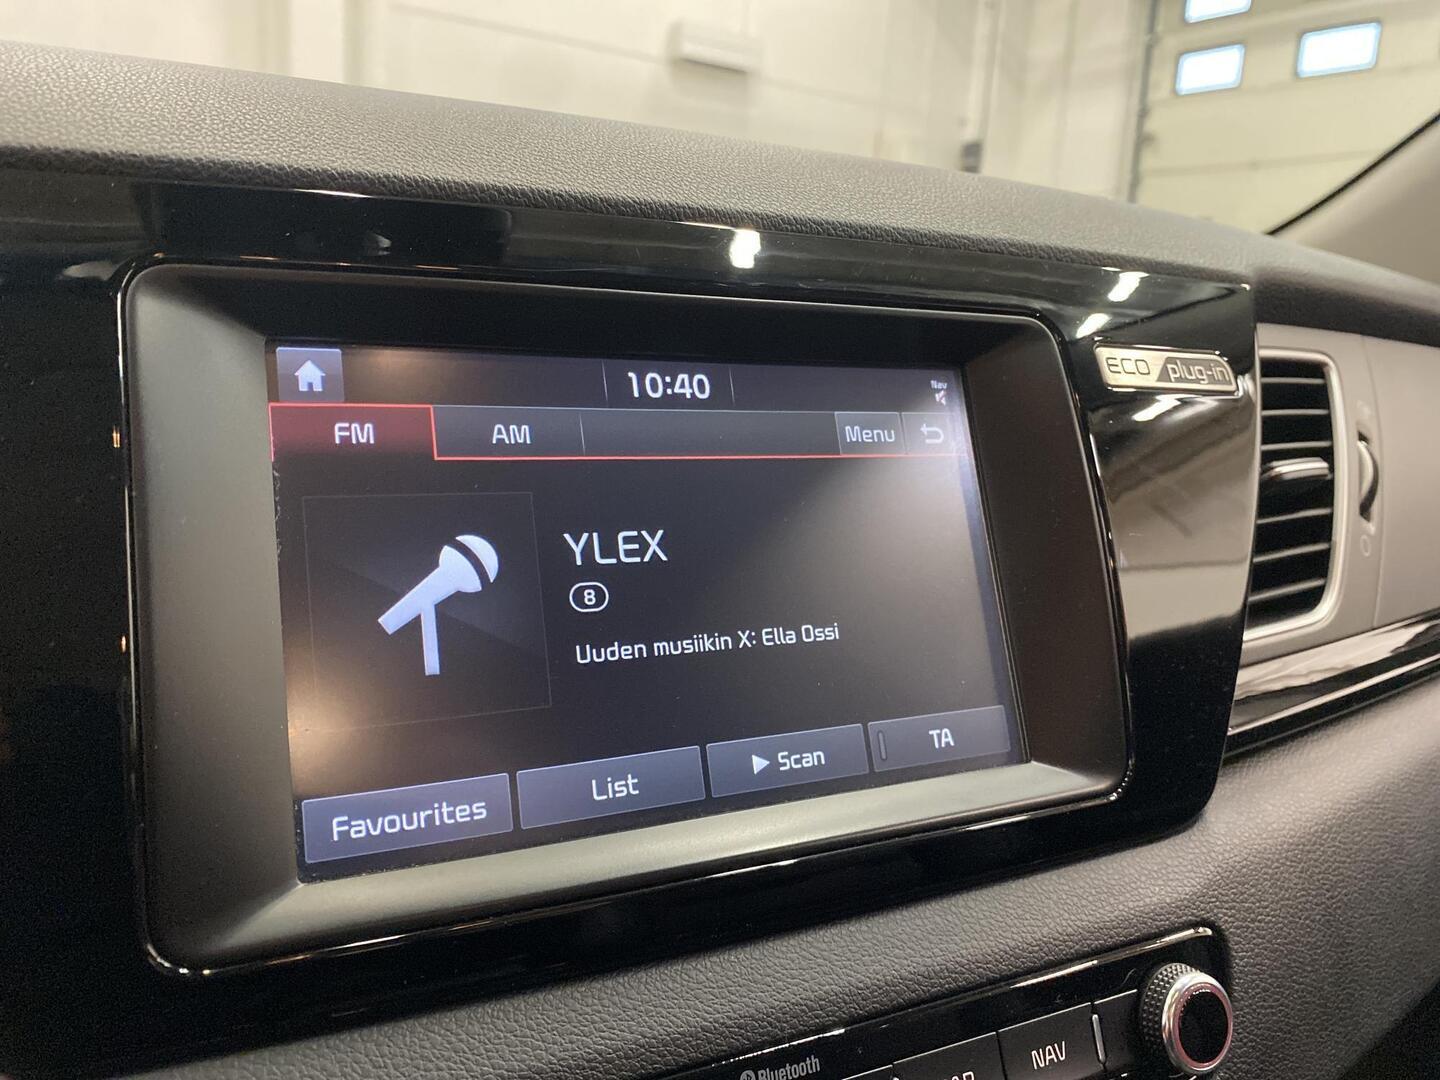 10:40
Nav
FM AM Menu
ECO plug-in
YLEX
8
Uuden musiikin X: Ella Ossi
Favourites List Scan TA
Bluetooth
NAV